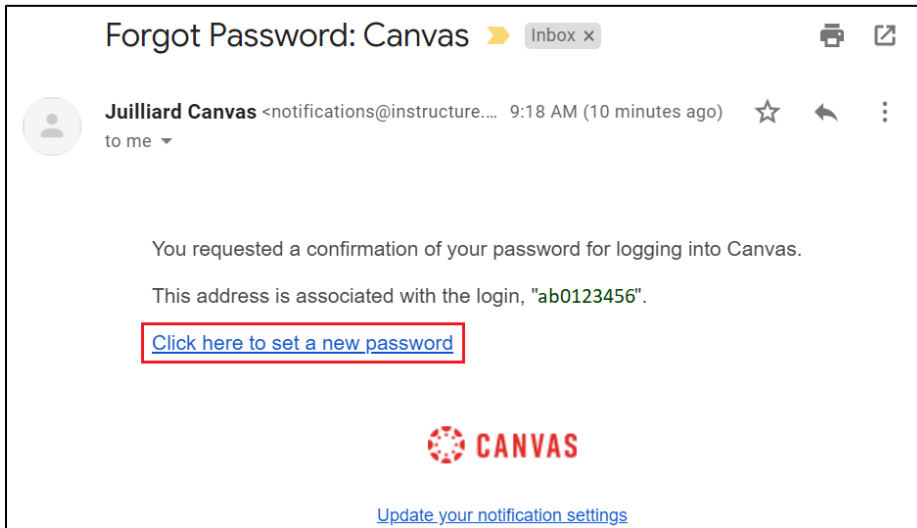 Forgot Password: Canvas Inbox x
Juilliard Canvas <notifications@instructure.... 9:18 AM (10 minutes ago)
to me
You requested a confirmation of your password for logging into Canvas.
This address is associated with the login, "ab0123456".
Click here to set a new password
CANVAS
Update your notification settings